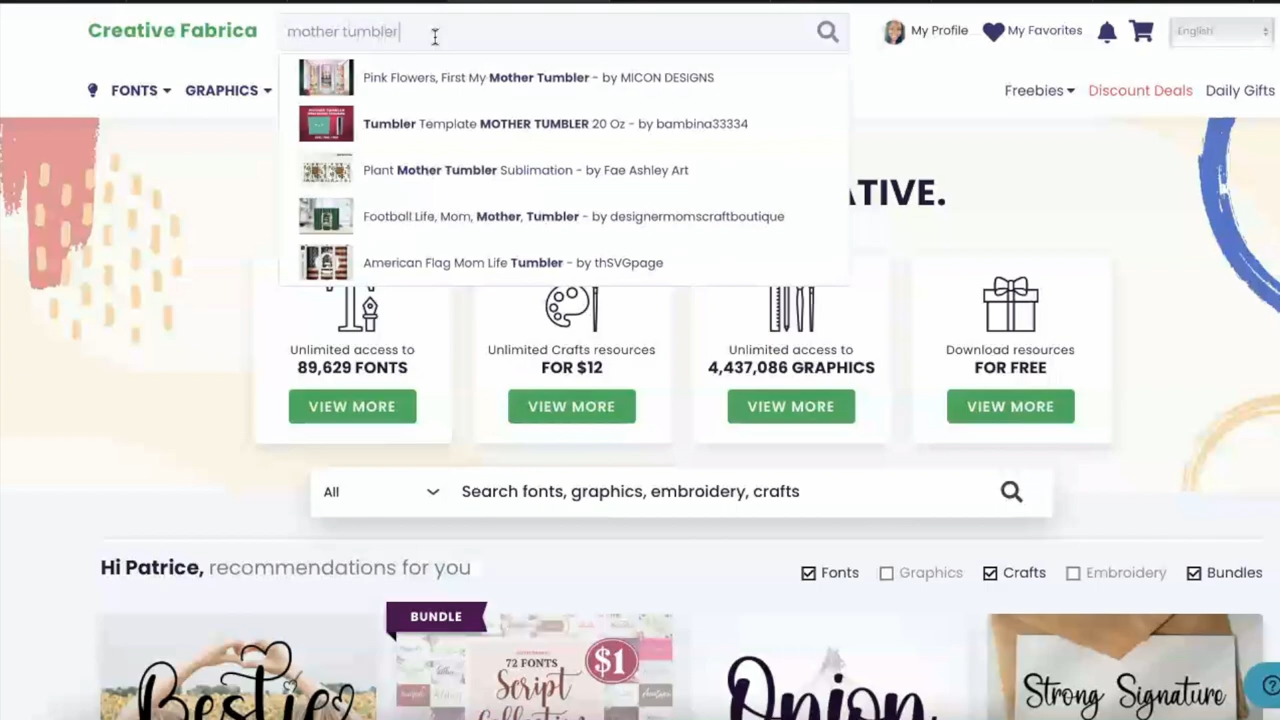 Creative Fabrica
mother tumbler
My Profile
My Favorites
English
FONTS
GRAPHICS
Freebies
Discount Deals
Daily Gifts
Pink Flowers, First My Mother Tumbler - by MICON DESIGNS
Tumbler Template MOTHER TUMBLER 20 Oz - by bambina33334
Plant Mother Tumbler Sublimation - by Fae Ashley Art
Football Life, Mom, Mother, Tumbler - by designermomscraftboutique
American Flag Mom Life Tumbler - by thSVGpage
ATIVE.
Unlimited access to
89,629 FONTS
VIEW MORE
Unlimited Crafts resources
FOR $12
VIEW MORE
Unlimited access to
4,437,086 GRAPHICS
VIEW MORE
Download resources
FOR FREE
VIEW MORE
All
Search fonts, graphics, embroidery, crafts
Hi Patrice, recommendations for you
Fonts
Graphics
Crafts
Embroidery
Bundles
Bestie
BUNDLE
72 FONTS
Script
$1
Onion
Strong Signature